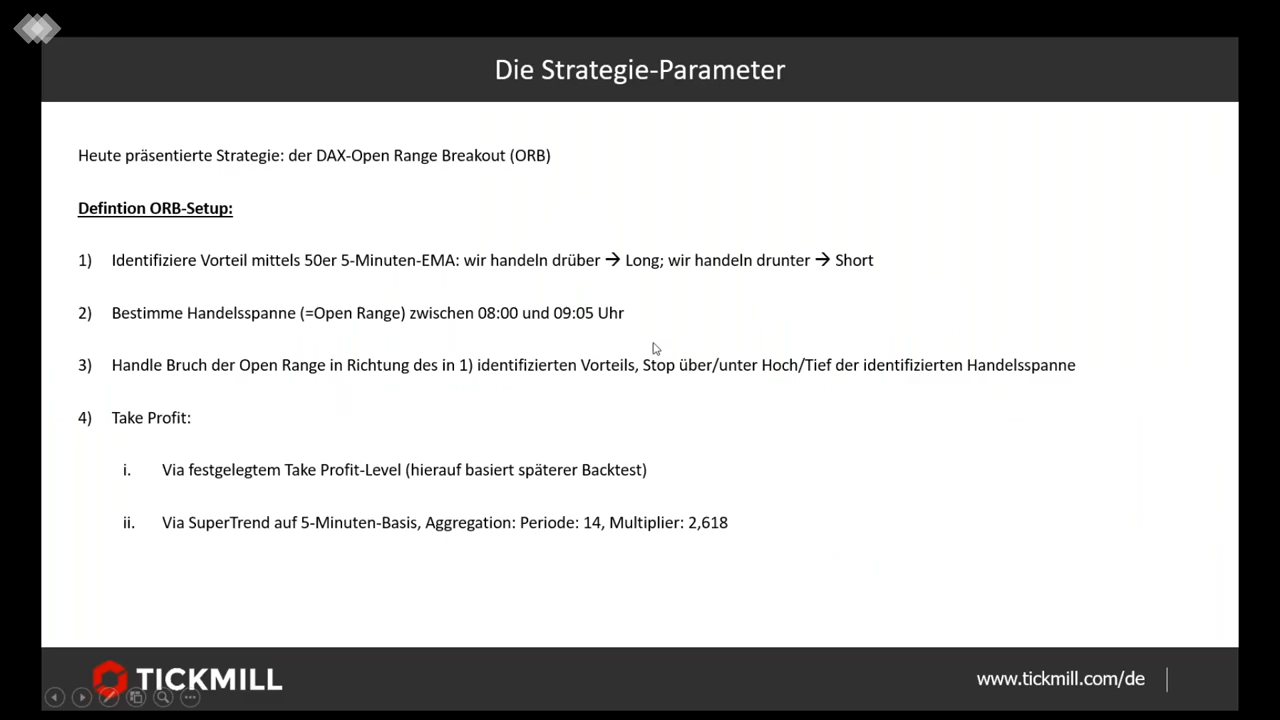 Die Strategie-Parameter
Heute präsentierte Strategie: der DAX-Open Range Breakout (ORB)
Defintion ORB-Setup:
1) Identifiziere Vorteil mittels 50er 5-Minuten-EMA: wir handeln drüber → Long; wir handeln drunter → Short
2) Bestimme Handelsspanne (=Open Range) zwischen 08:00 und 09:05 Uhr
3) Handle Bruch der Open Range in Richtung des in 1) identifizierten Vorteils, Stop über/unter Hoch/Tief der identifizierten Handelsspanne
4) Take Profit:
i. Via festgelegtem Take Profit-Level (hierauf basiert späterer Backtest)
ii. Via SuperTrend auf 5-Minuten-Basis, Aggregation: Periode: 14, Multiplier: 2,618
TICKMILL
www.tickmill.com/de